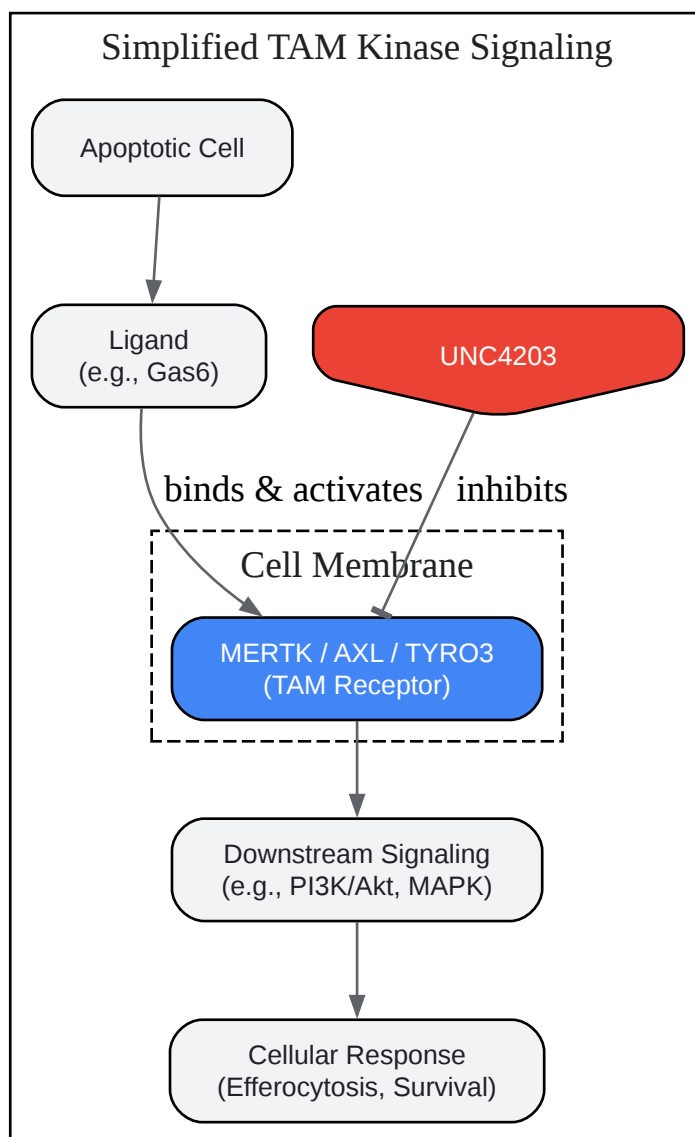 Simplified TAM Kinase Signaling
Apoptotic Cell
Ligand
(e.g., Gas6)
UNC4203
binds & activates
inhibits
Cell Membrane
MERTK / AXL / TYRO3
(TAM Receptor)
Downstream Signaling
(e.g., PI3K/Akt, MAPK)
Cellular Response
(Efferocytosis, Survival)